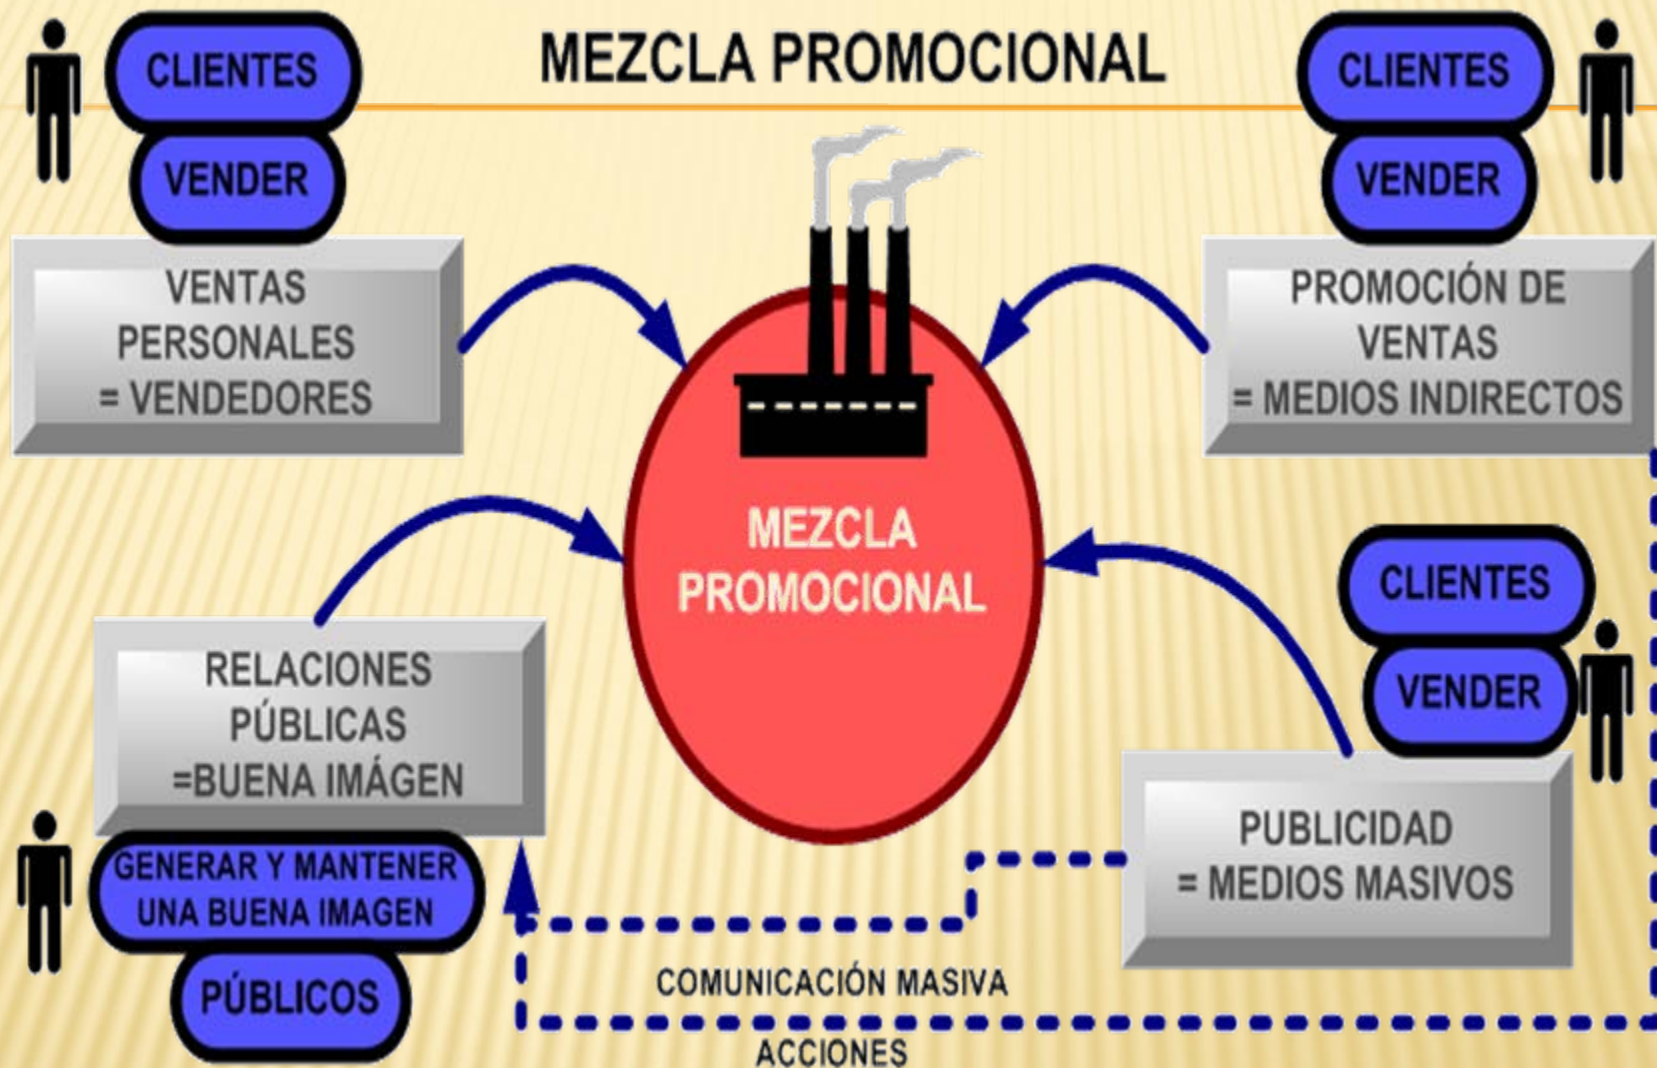 MEZCLA PROMOCIONAL
CLIENTES
VENDER
VENTAS
PERSONALES
= VENDEDORES
CLIENTES
VENDER
PROMOCIÓN DE
VENTAS
= MEDIOS INDIRECTOS
MEZCLA
PROMOCIONAL
RELACIONES
PÚBLICAS
=BUENA IMÁGEN
GENERAR Y MANTENER
UNA BUENA IMAGEN
PÚBLICOS
CLIENTES
VENDER
PUBLICIDAD
= MEDIOS MASIVOS
COMUNICACIÓN MASIVA
ACCIONES